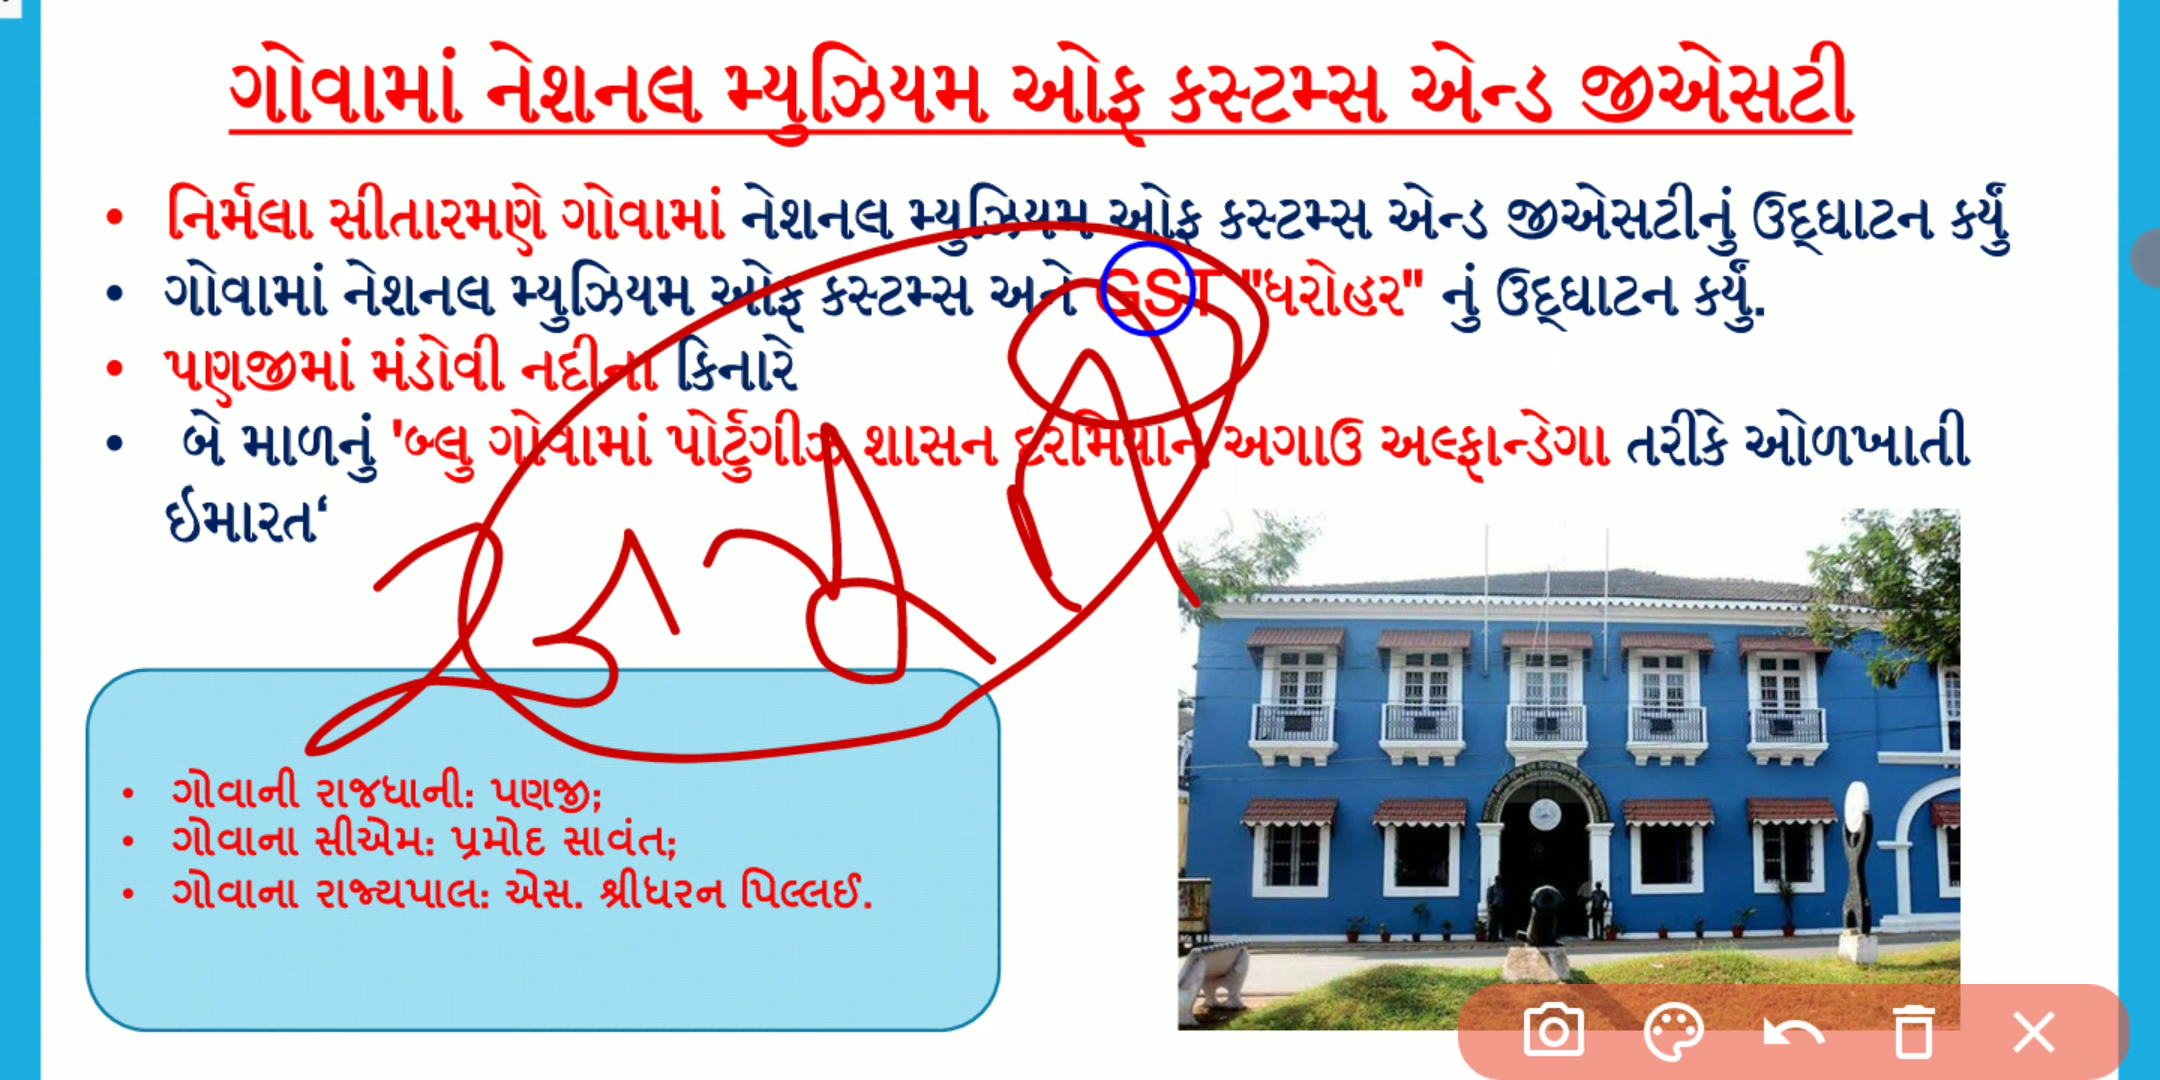 ગોવામાં નેશનલ મ્યુઝિયમ ઓફ કસ્ટમ્સ એન્ડ જીએસટી
• નિર્મલા સીતારમણે ગોવામાં નેશનલ મ્યુઝિયમ ઓફ કસ્ટમ્સ એન્ડ જીએસટીનું ઉદ્ઘાટન કર્યું
• ગોવામાં નેશનલ મ્યુઝિયમ ઓફ કસ્ટમ્સ અને GST "ધરોહર" નું ઉદ્ઘાટન કર્યું.
• પણજીમાં મંડોવી નદીના કિનારે
• બે માળનું 'બ્લુ ગોવામાં પોર્ટુગીઝ શાસન દરમિયાન અગાઉ અલ્ફાન્ડેગા તરીકે ઓળખાતી
ઈમારત‘
• ગોવાની રાજધાની: પણજી;
• ગોવાના સીએમ: પ્રમોદ સાવંત;
• ગોવાના રાજ્યપાલ: એસ. શ્રીધરન પિલ્લઈ.